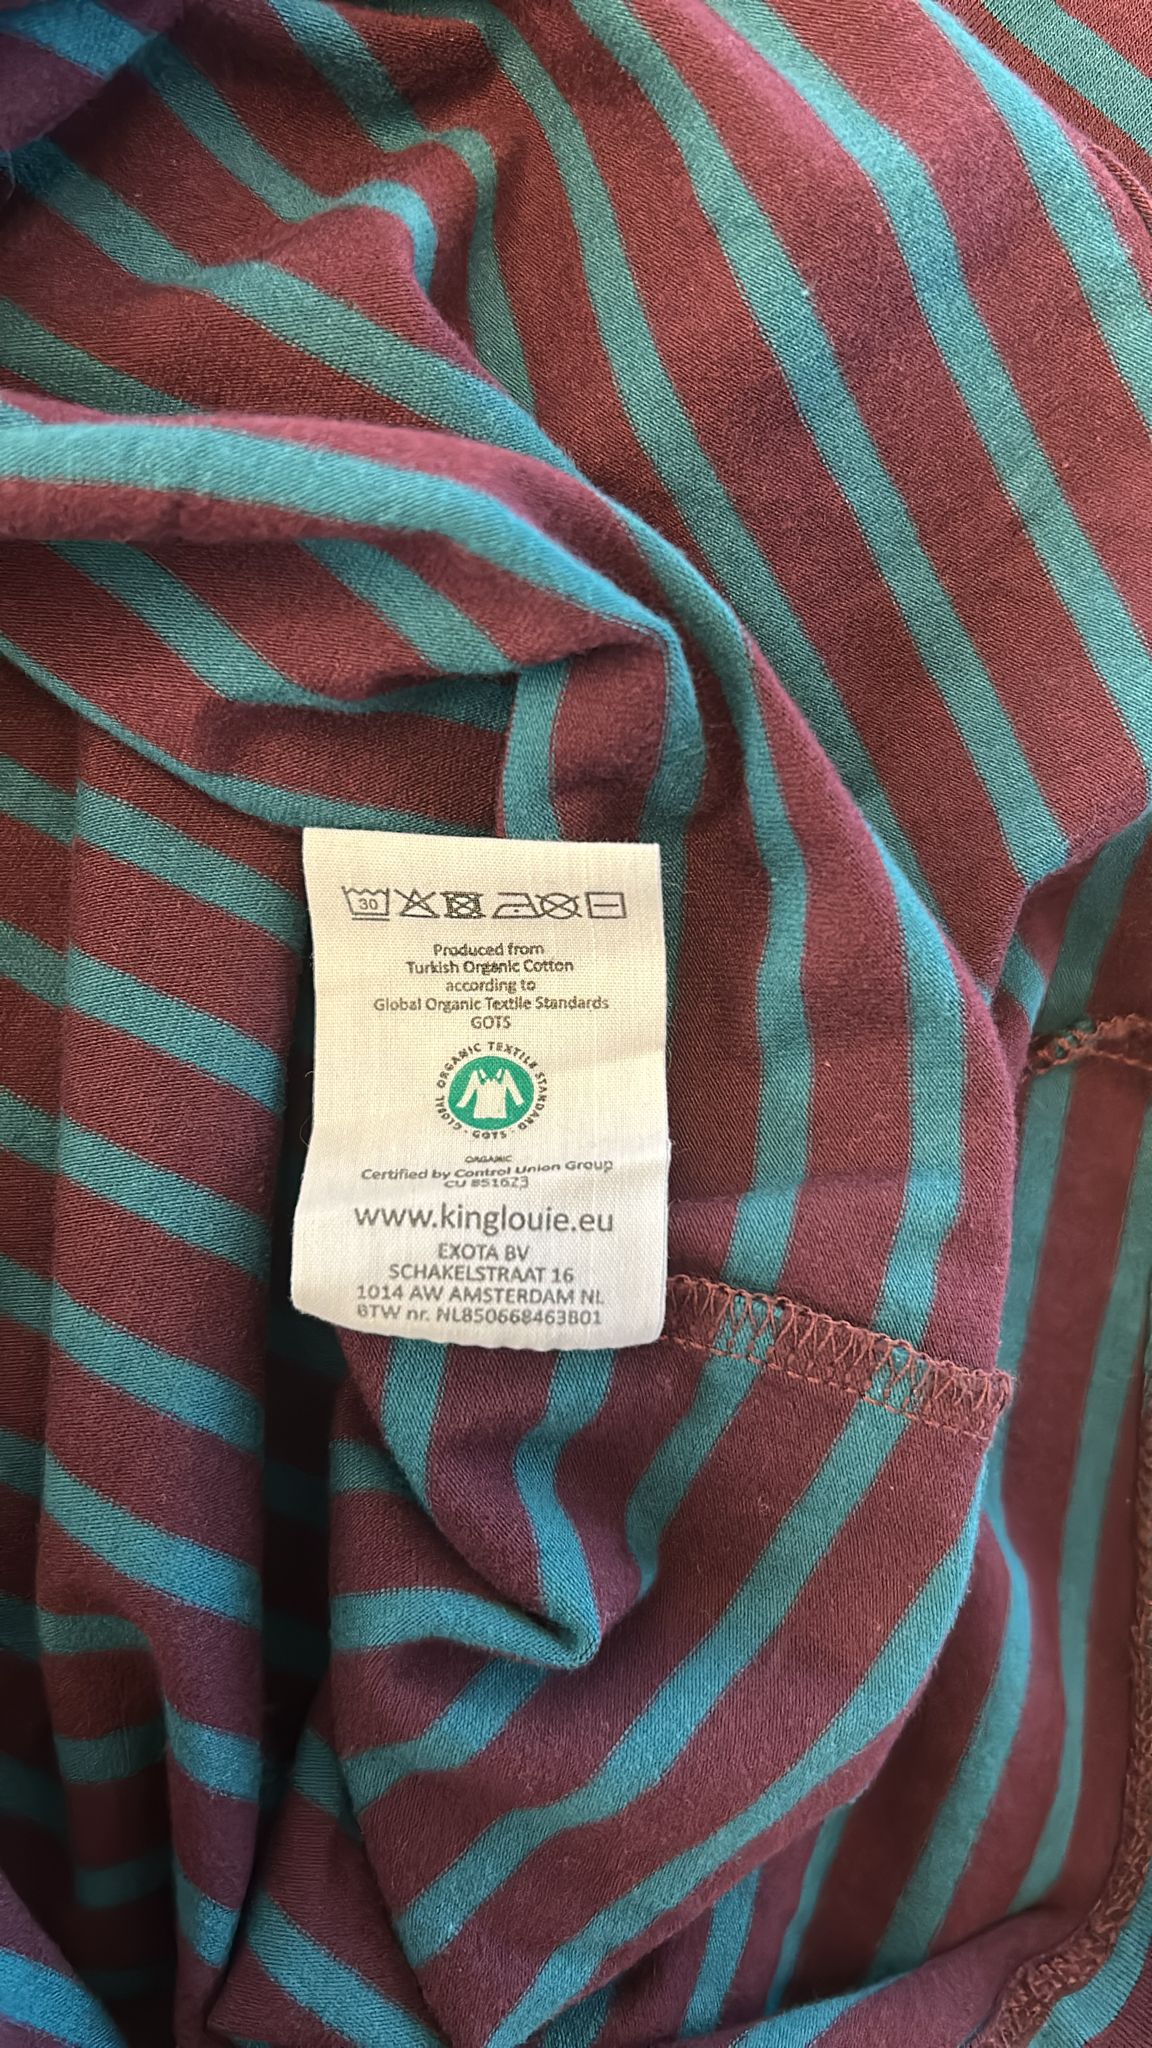 30
Produced from
Turkish Organic Cotton
according to
Global Organic Textile Standards
GOTS
GLOBAL ORGANIC TEXTILE STANDARD · GOTS ·
ORGANIC
Certified by Control Union Group
CU 851623
www.kinglouie.eu
EXOTA BV
SCHAKELSTRAAT 16
1014 AW AMSTERDAM NL
BTW nr. NL850668463B01